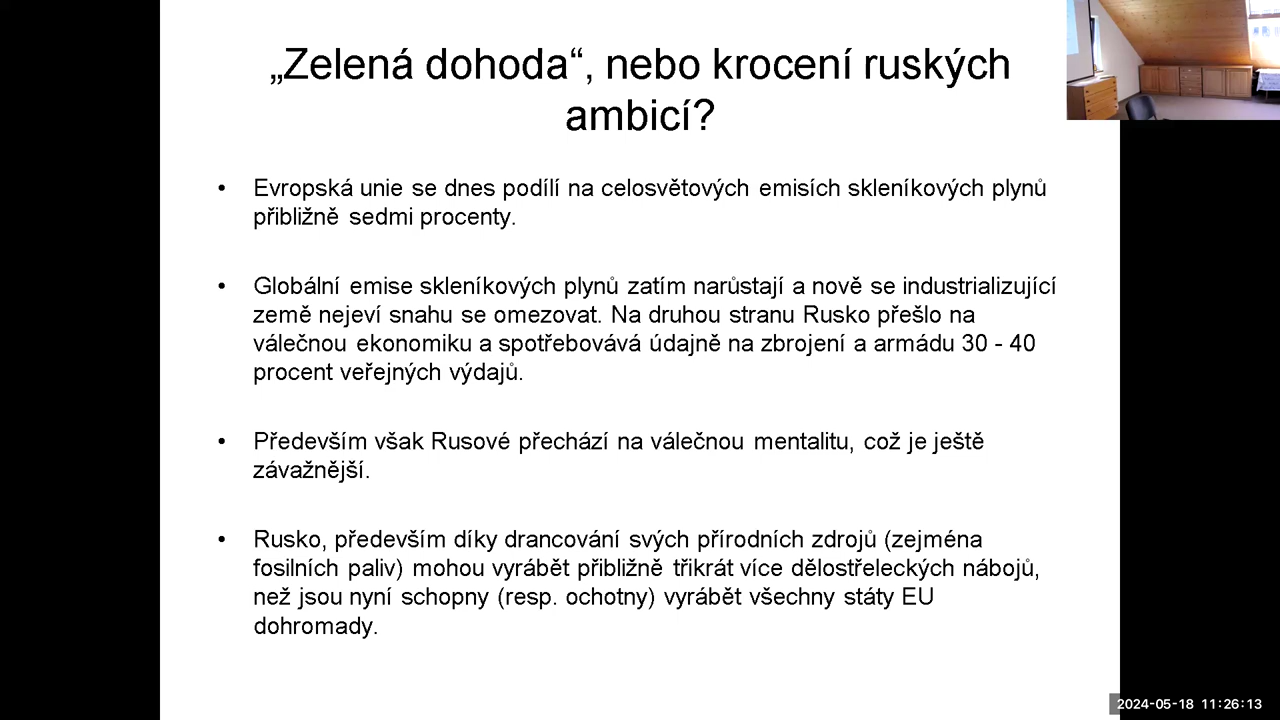 „Zelená dohoda“, nebo krocení ruských
ambicí?
• Evropská unie se dnes podílí na celosvětových emisích skleníkových plynů
přibližně sedmi procenty.
• Globální emise skleníkových plynů zatím narůstají a nově se industrializující
země nejeví snahu se omezovat. Na druhou stranu Rusko přešlo na
válečnou ekonomiku a spotřebovává údajně na zbrojení a armádu 30 - 40
procent veřejných výdajů.
• Především však Rusové přechází na válečnou mentalitu, což je ještě
závažnější.
• Rusko, především díky drancování svých přírodních zdrojů (zejména
fosilních paliv) mohou vyrábět přibližně třikrát více dělostřeleckých nábojů,
než jsou nyní schopny (resp. ochotny) vyrábět všechny státy EU
dohromady.
2024-05-18 11:26:13